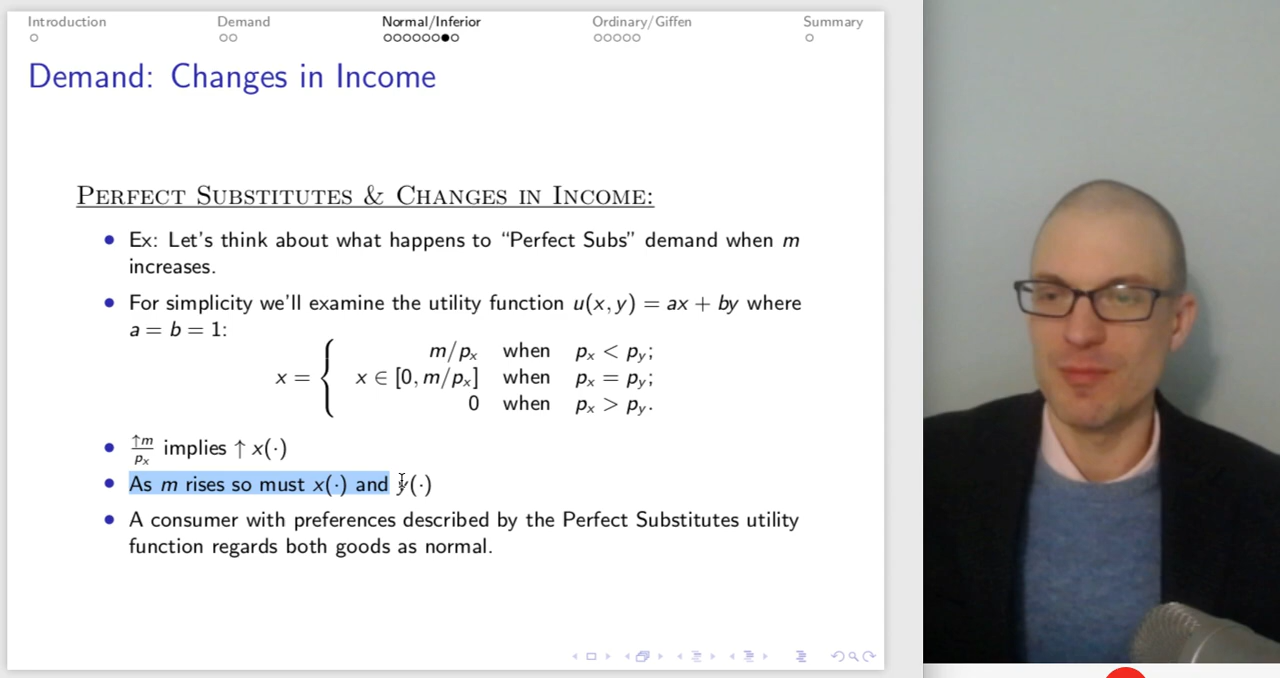 Introduction Demand Normal/Inferior Ordinary/Giffen Summary
Demand: Changes in Income
Perfect Substitutes & Changes in Income:
Ex: Let's think about what happens to "Perfect Subs" demand when m
increases.
For simplicity we'll examine the utility function u(x, y) = ax + by where
a = b = 1:
m/pₓ when pₓ < p_y;
x = { x ∈ [0, m/pₓ] when pₓ = p_y;
0 when pₓ > p_y.
↑m/pₓ implies ↑ x(·)
As m rises so must x(·) and y(·)
A consumer with preferences described by the Perfect Substitutes utility
function regards both goods as normal.